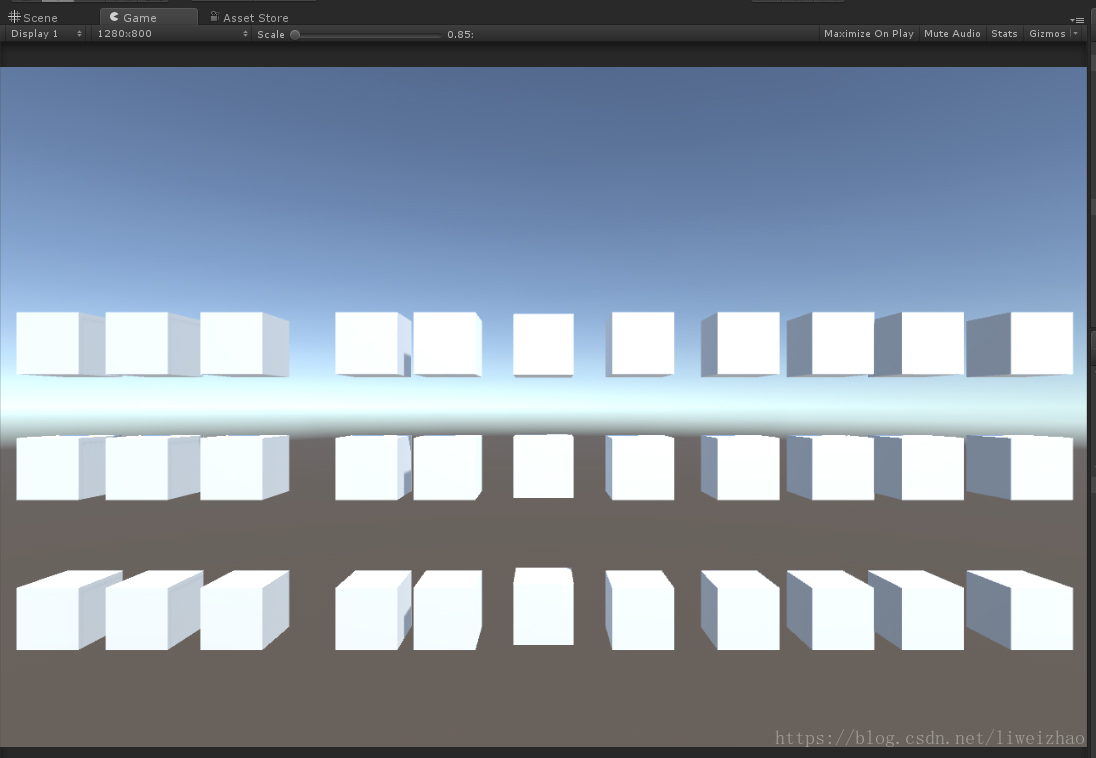 Scene Game Asset Store
Display 1 1280x800 Scale 0.85: Maximize On Play Mute Audio Stats Gizmos
https://blog.csdn.net/liweizhao